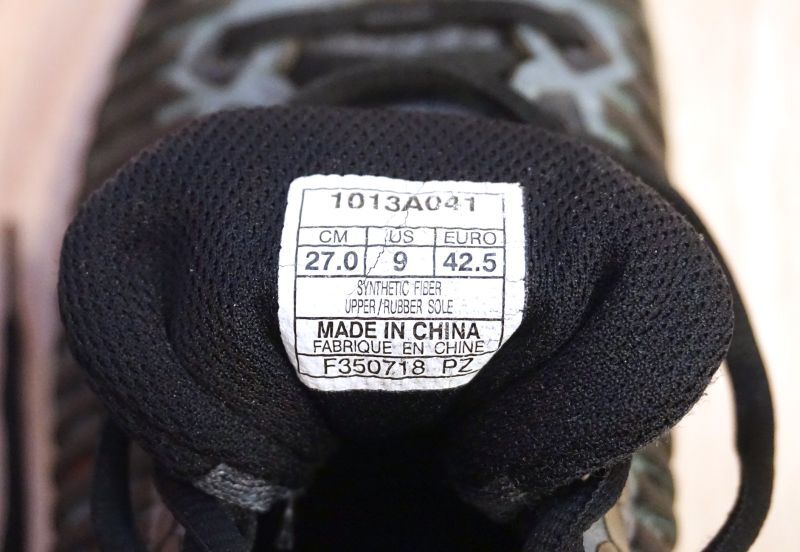 1013A041
CM US EURO
27.0 9 42.5
SYNTHETIC FIBER
UPPER/RUBBER SOLE
MADE IN CHINA
FABRIQUE EN CHINE
F350718 PZ